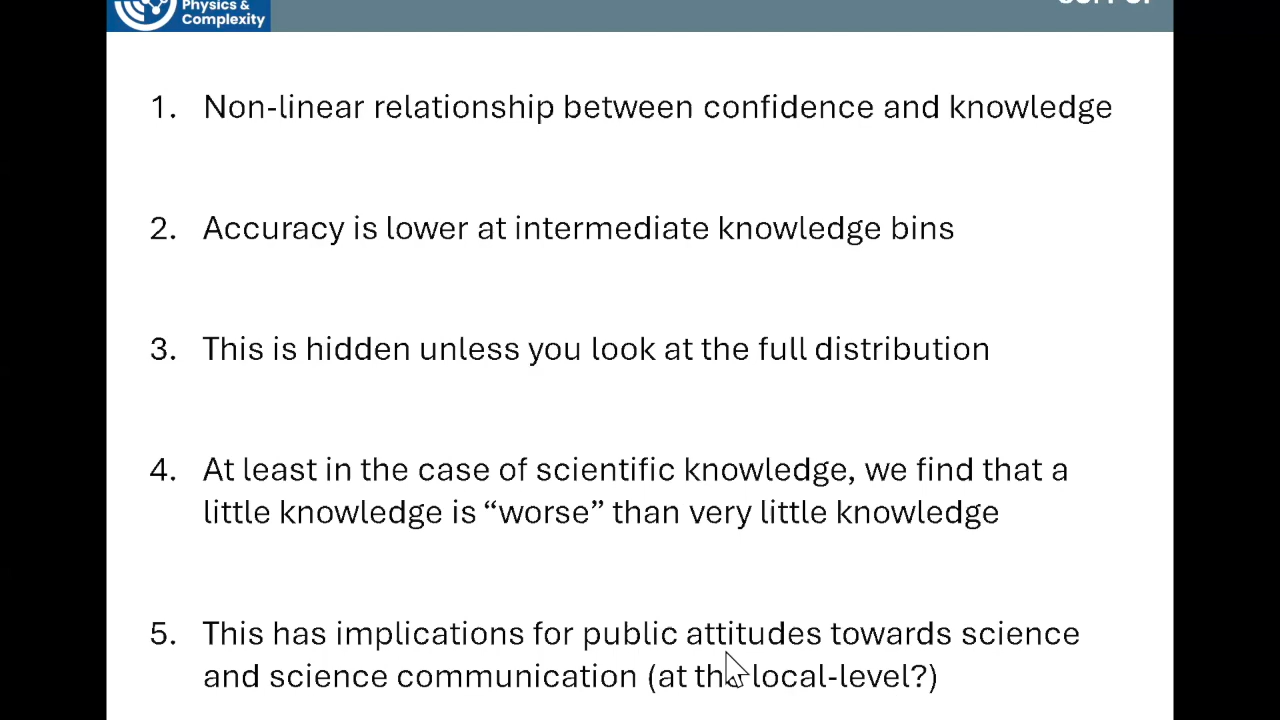 Physics &
Complexity
1. Non-linear relationship between confidence and knowledge
2. Accuracy is lower at intermediate knowledge bins
3. This is hidden unless you look at the full distribution
4. At least in the case of scientific knowledge, we find that a
little knowledge is “worse” than very little knowledge
5. This has implications for public attitudes towards science
and science communication (at the local-level?)